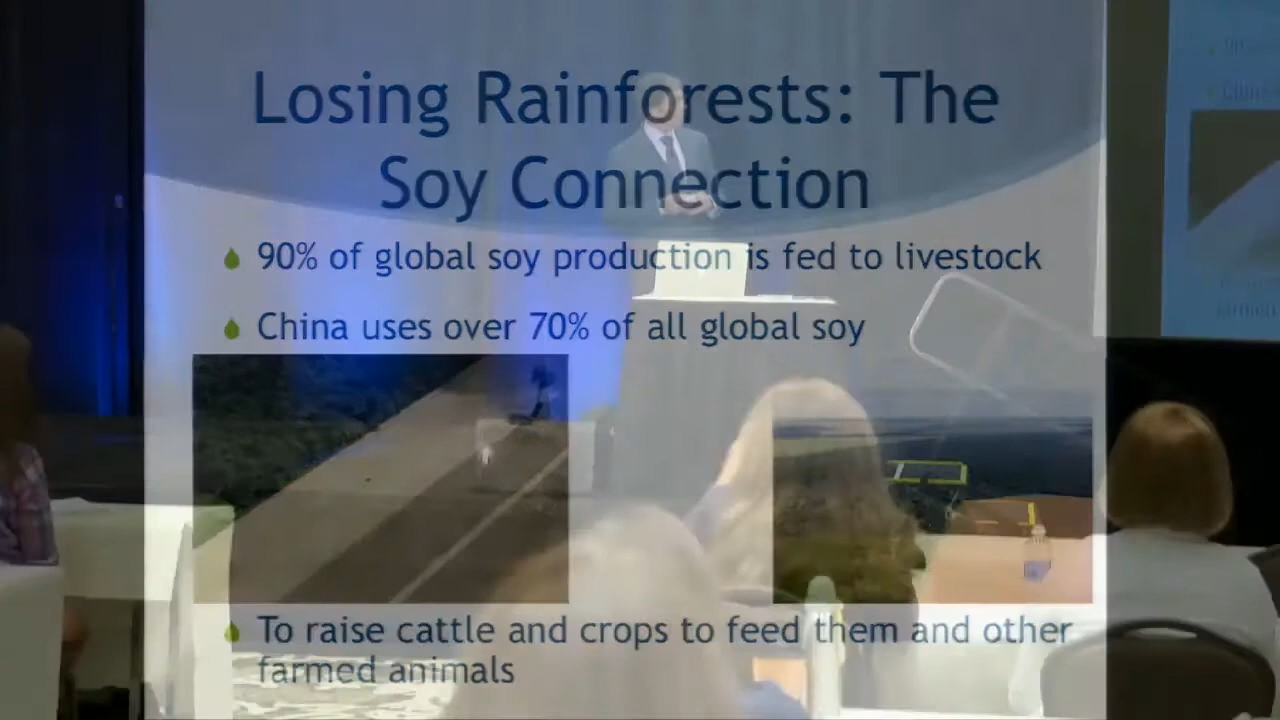 Losing Rainforests: The
Soy Connection
90% of global soy production is fed to livestock
China uses over 70% of all global soy
To raise cattle and crops to feed them and other
farmed animals